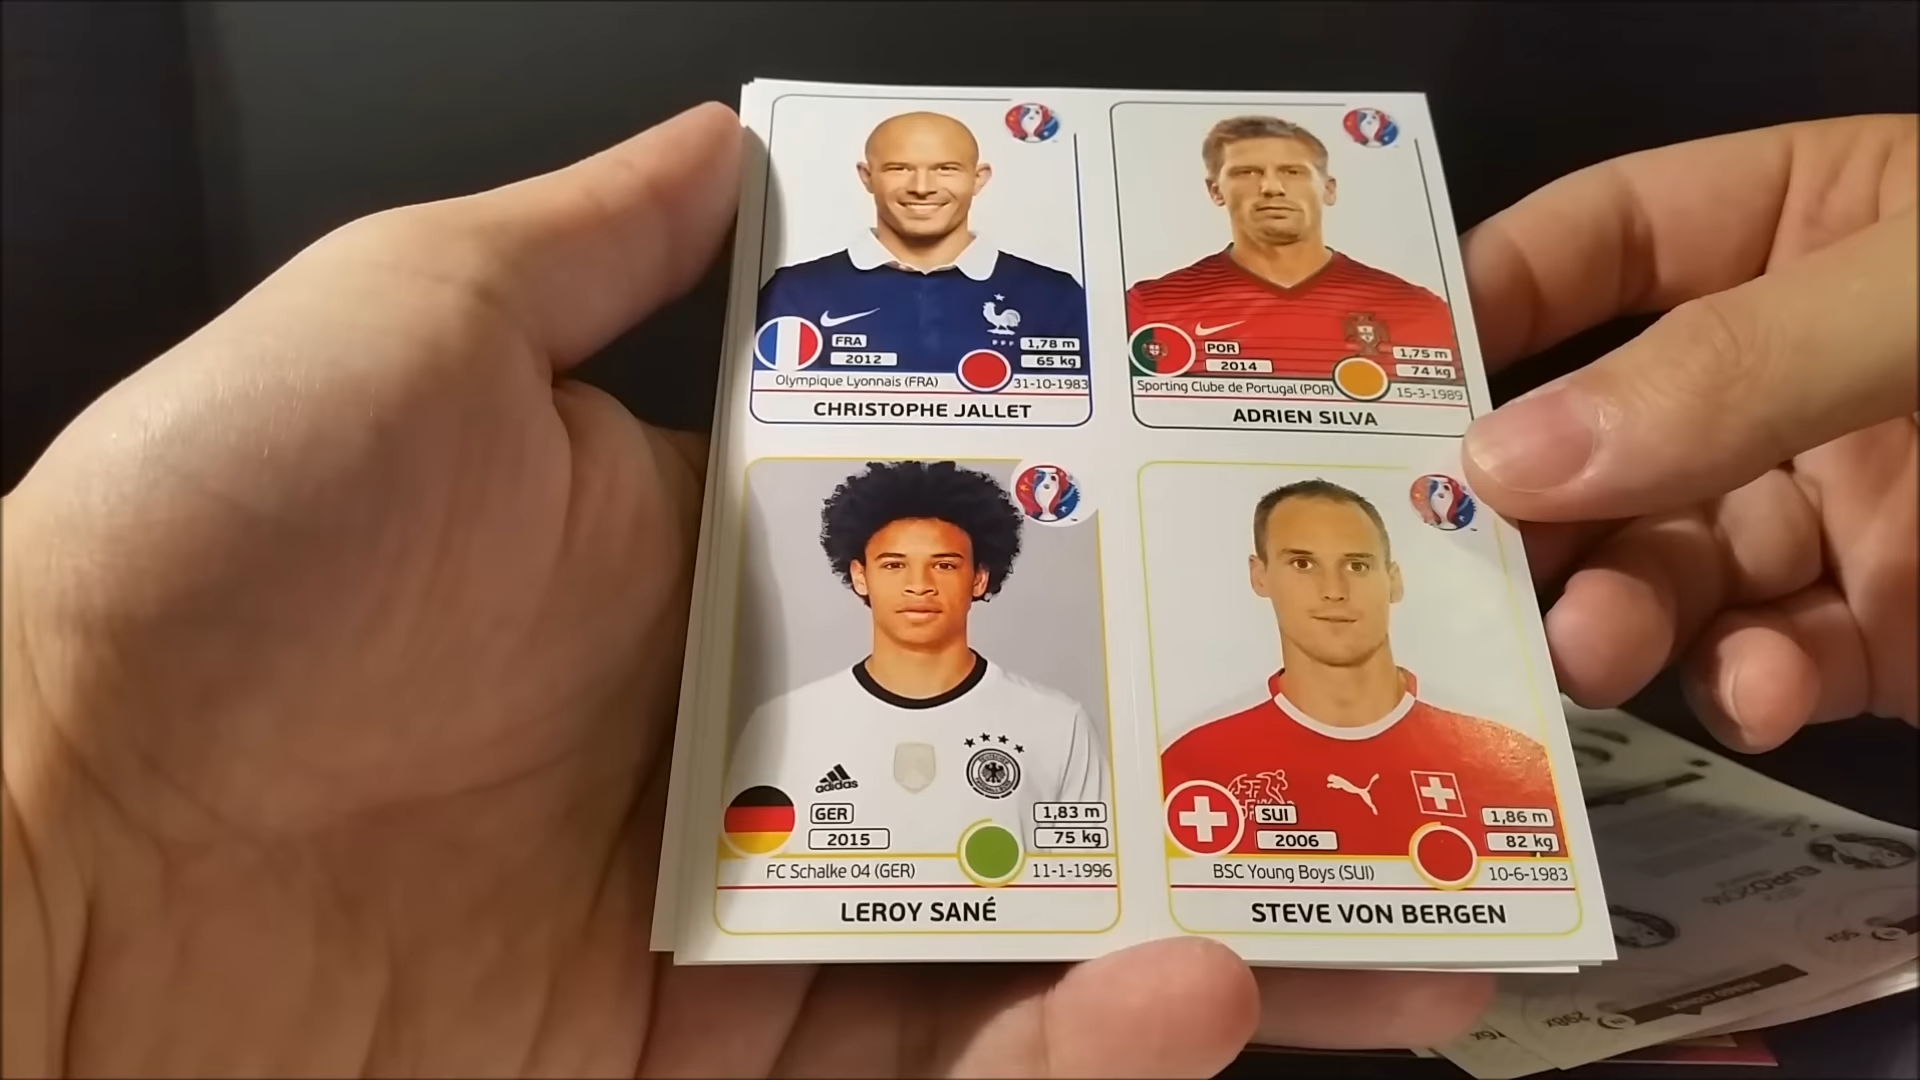 FRA
2012
1,78 m
65 kg
Olympique Lyonnais (FRA)
31-10-1983
CHRISTOPHE JALLET
POR
2014
1,75 m
74 kg
Sporting Clube de Portugal (POR)
15-3-1989
ADRIEN SILVA
adidas
GER
2015
1,83 m
75 kg
FC Schalke 04 (GER)
11-1-1996
LEROY SANÉ
SUI
2006
1,86 m
82 kg
BSC Young Boys (SUI)
10-6-1983
STEVE VON BERGEN